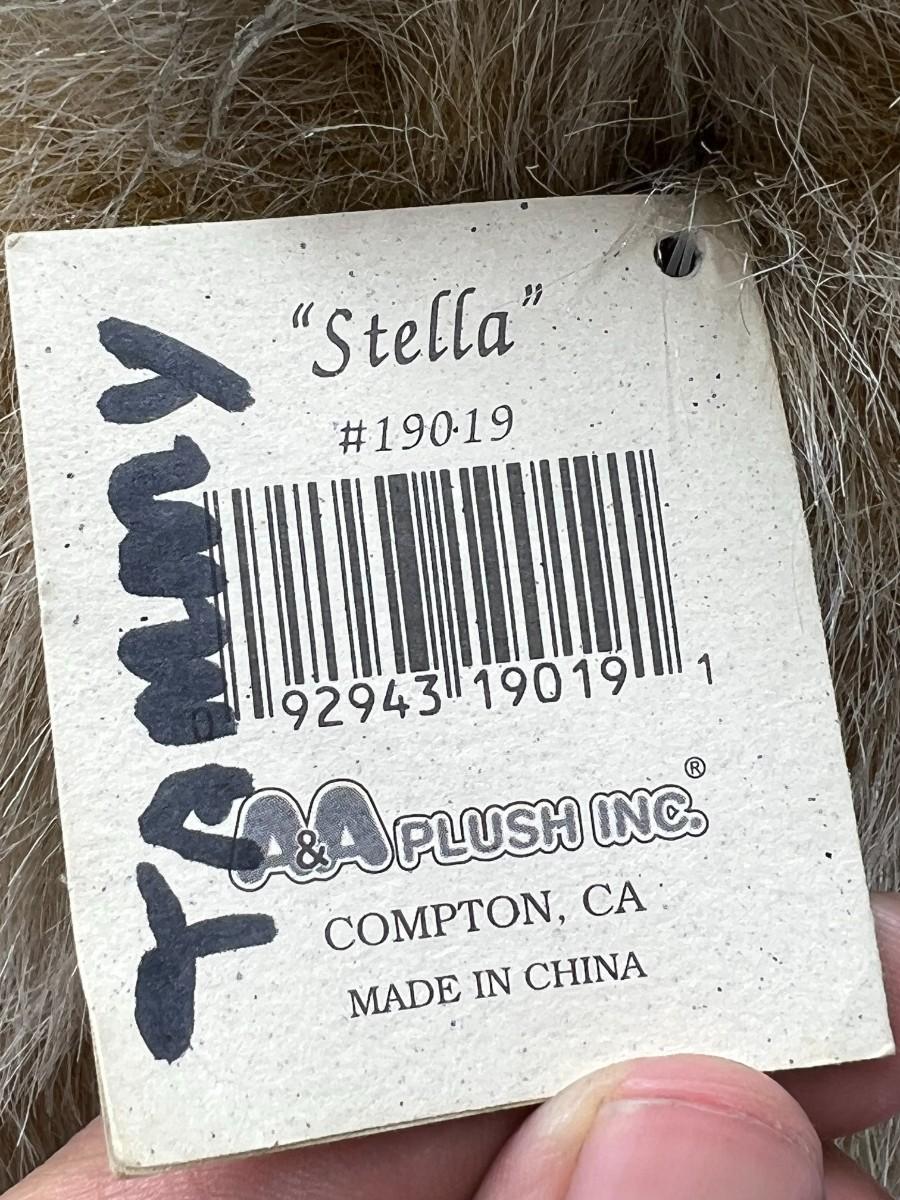 "Stella"
#19019
0 92943 19019 1
A&A PLUSH INC.®
COMPTON, CA
MADE IN CHINA
Tammy